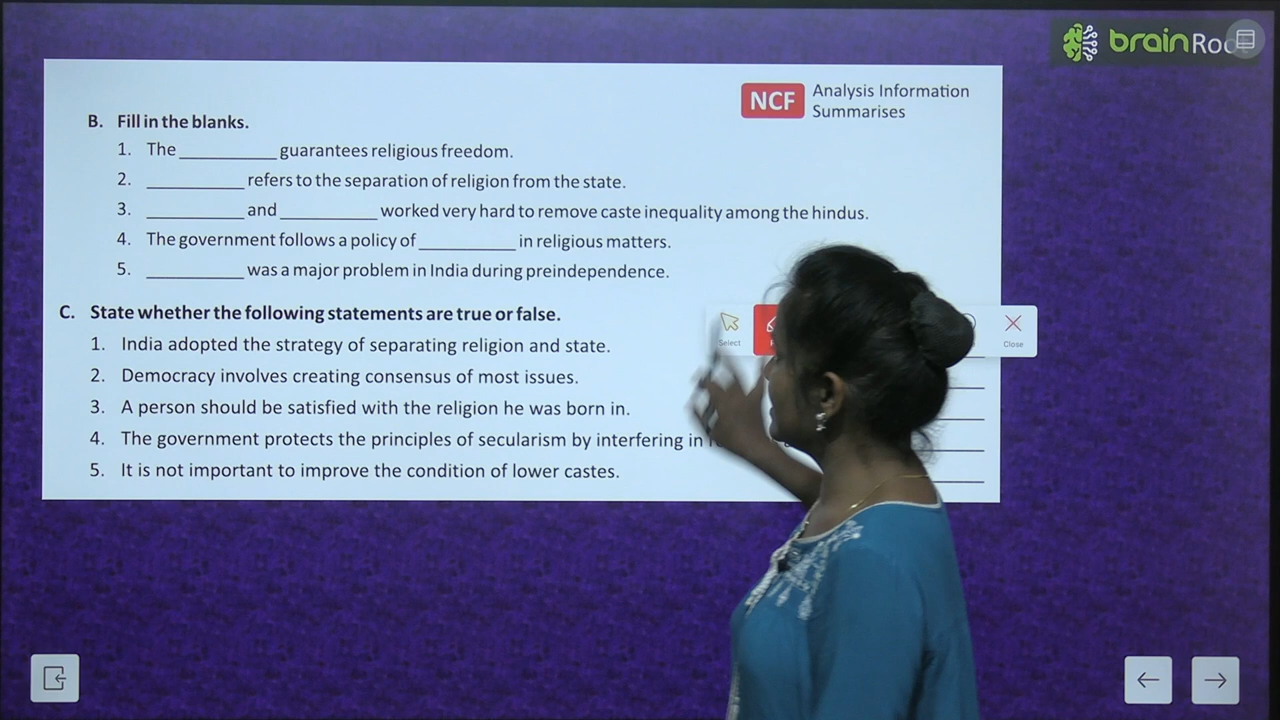 brainRoo
NCF
Analysis Information
Summarises
B. Fill in the blanks.
1. The __________ guarantees religious freedom.
2. __________ refers to the separation of religion from the state.
3. __________ and __________ worked very hard to remove caste inequality among the hindus.
4. The government follows a policy of __________ in religious matters.
5. __________ was a major problem in India during preindependence.
C. State whether the following statements are true or false.
Select
Close
1. India adopted the strategy of separating religion and state.
2. Democracy involves creating consensus of most issues.
3. A person should be satisfied with the religion he was born in.
4. The government protects the principles of secularism by interfering in
5. It is not important to improve the condition of lower castes.